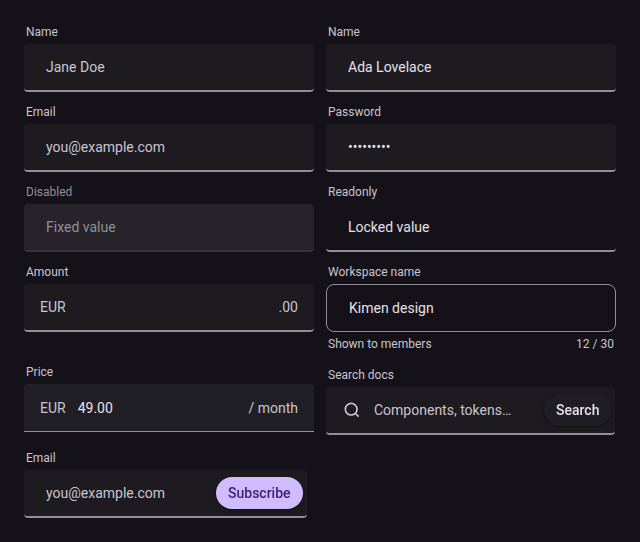 Name
Jane Doe
Name
Ada Lovelace
Email
you@example.com
Password
•••••••••
Disabled
Fixed value
Readonly
Locked value
Amount
EUR .00
Workspace name
Kimen design
Shown to members 12 / 30
Price
EUR 49.00 / month
Search docs
Components, tokens… Search
Email
you@example.com Subscribe